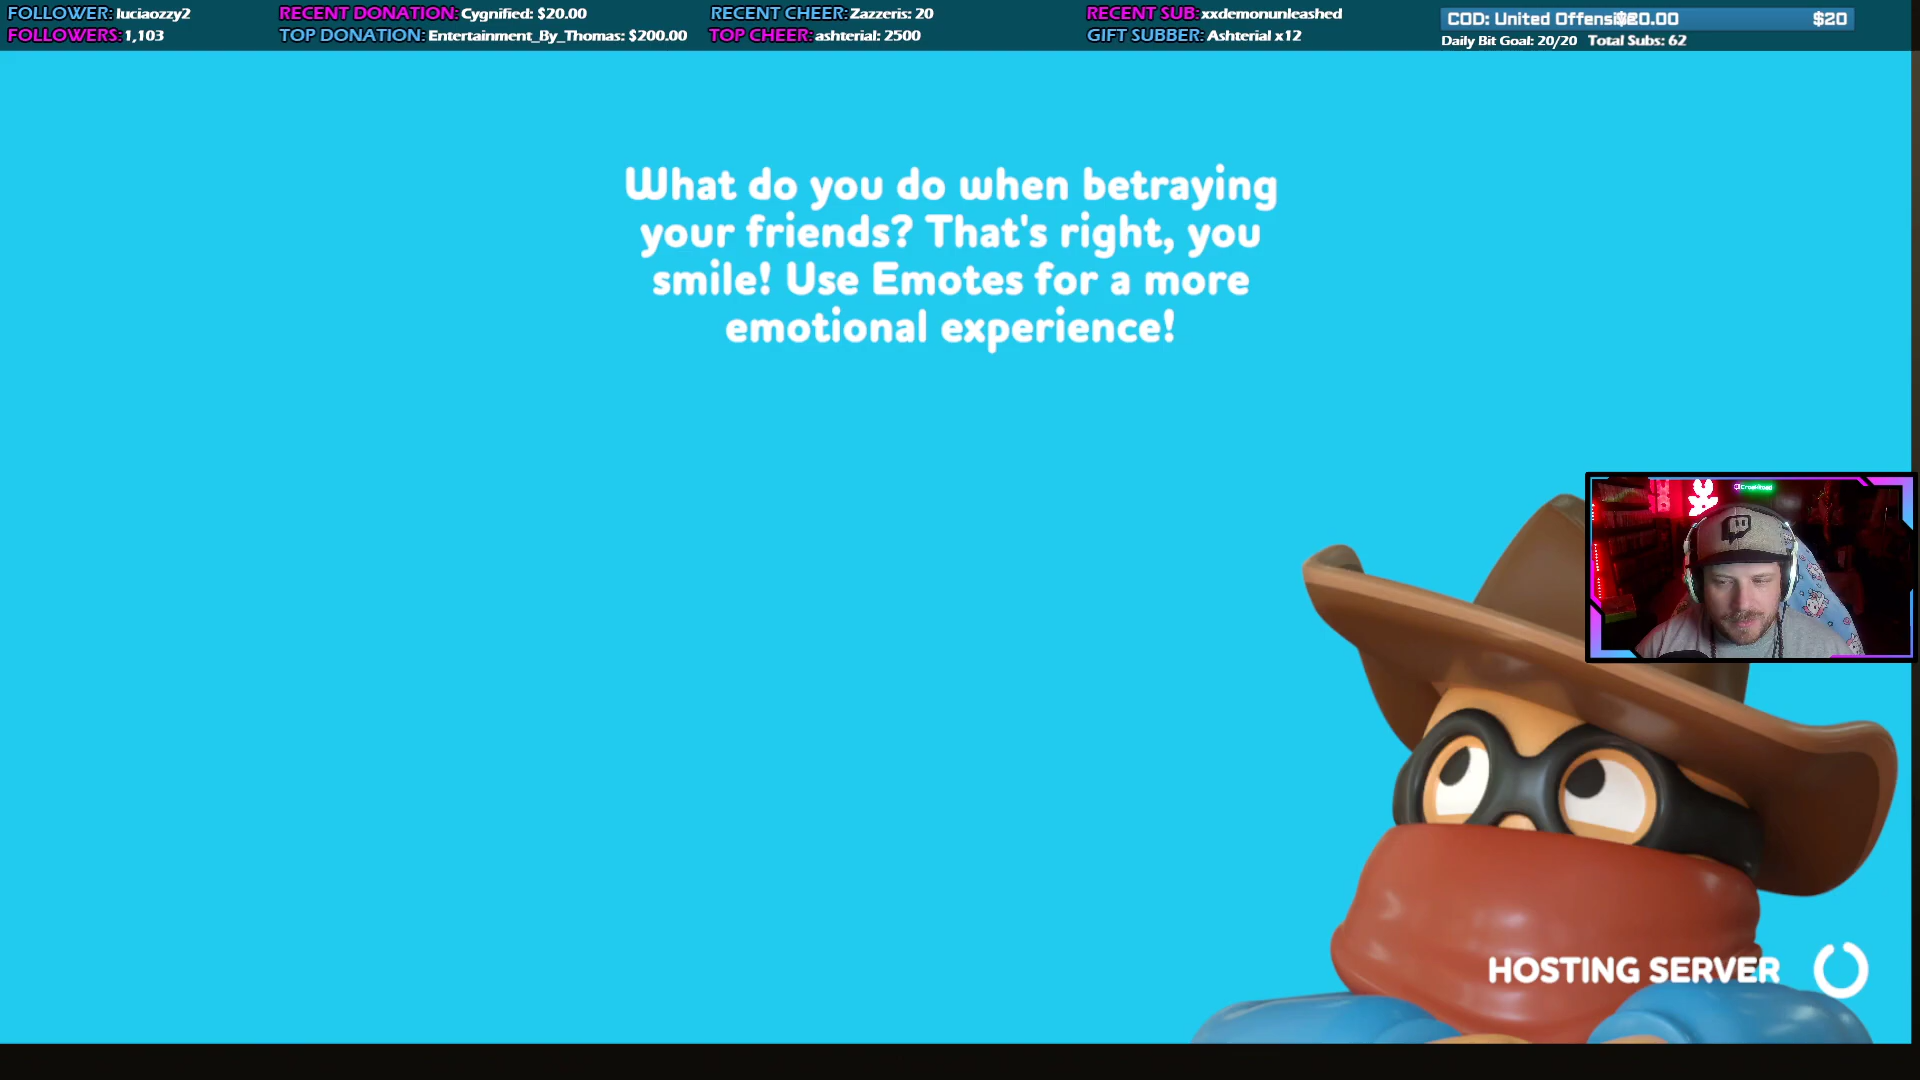 FOLLOWER: luciaozzy2
FOLLOWERS: 1,103
RECENT DONATION: Cygnified: $20.00
TOP DONATION: Entertainment_By_Thomas: $200.00
RECENT CHEER: Zazzeris: 20
TOP CHEER: ashterial: 2500
RECENT SUB: xxdemonunleashed
GIFT SUBBER: Ashterial x12
COD: United Offensi $20
Daily Bit Goal: 20/20 Total Subs: 62
What do you do when betraying
your friends? That's right, you
smile! Use Emotes for a more
emotional experience!
HOSTING SERVER